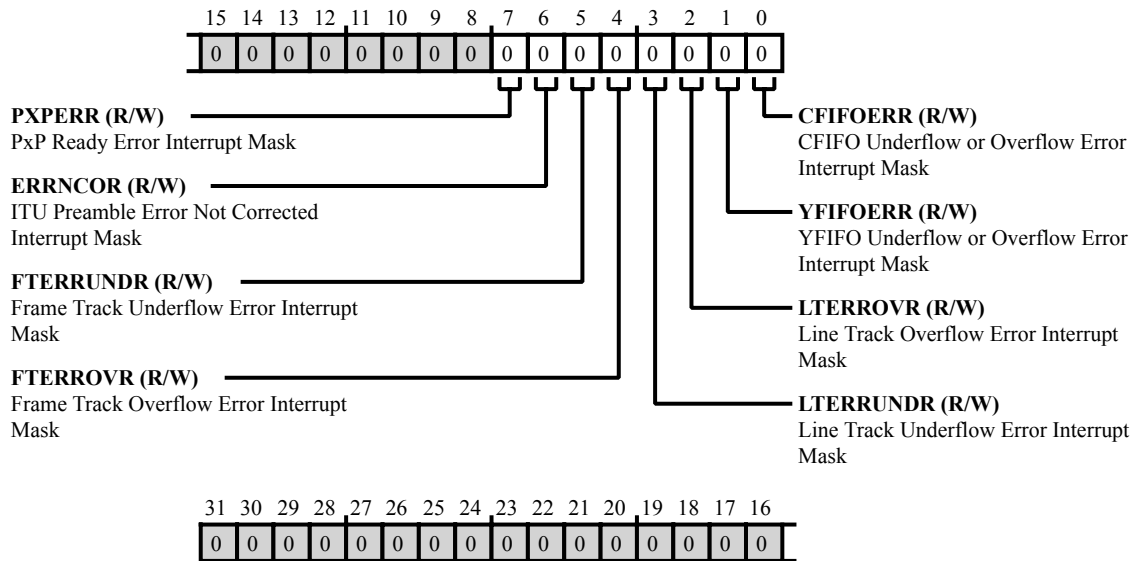 15 14 13 12 11 10 9 8 7 6 5 4 3 2 1 0
0 0 0 0 0 0 0 0 0 0 0 0 0 0 0 0
PXPERR (R/W)
PxP Ready Error Interrupt Mask
ERRNCOR (R/W)
ITU Preamble Error Not Corrected
Interrupt Mask
FTERRUNDR (R/W)
Frame Track Underflow Error Interrupt
Mask
FTERROVR (R/W)
Frame Track Overflow Error Interrupt
Mask
CFIFOERR (R/W)
CFIFO Underflow or Overflow Error
Interrupt Mask
YFIFOERR (R/W)
YFIFO Underflow or Overflow Error
Interrupt Mask
LTERROVR (R/W)
Line Track Overflow Error Interrupt
Mask
LTERRUNDR (R/W)
Line Track Underflow Error Interrupt
Mask
31 30 29 28 27 26 25 24 23 22 21 20 19 18 17 16
0 0 0 0 0 0 0 0 0 0 0 0 0 0 0 0